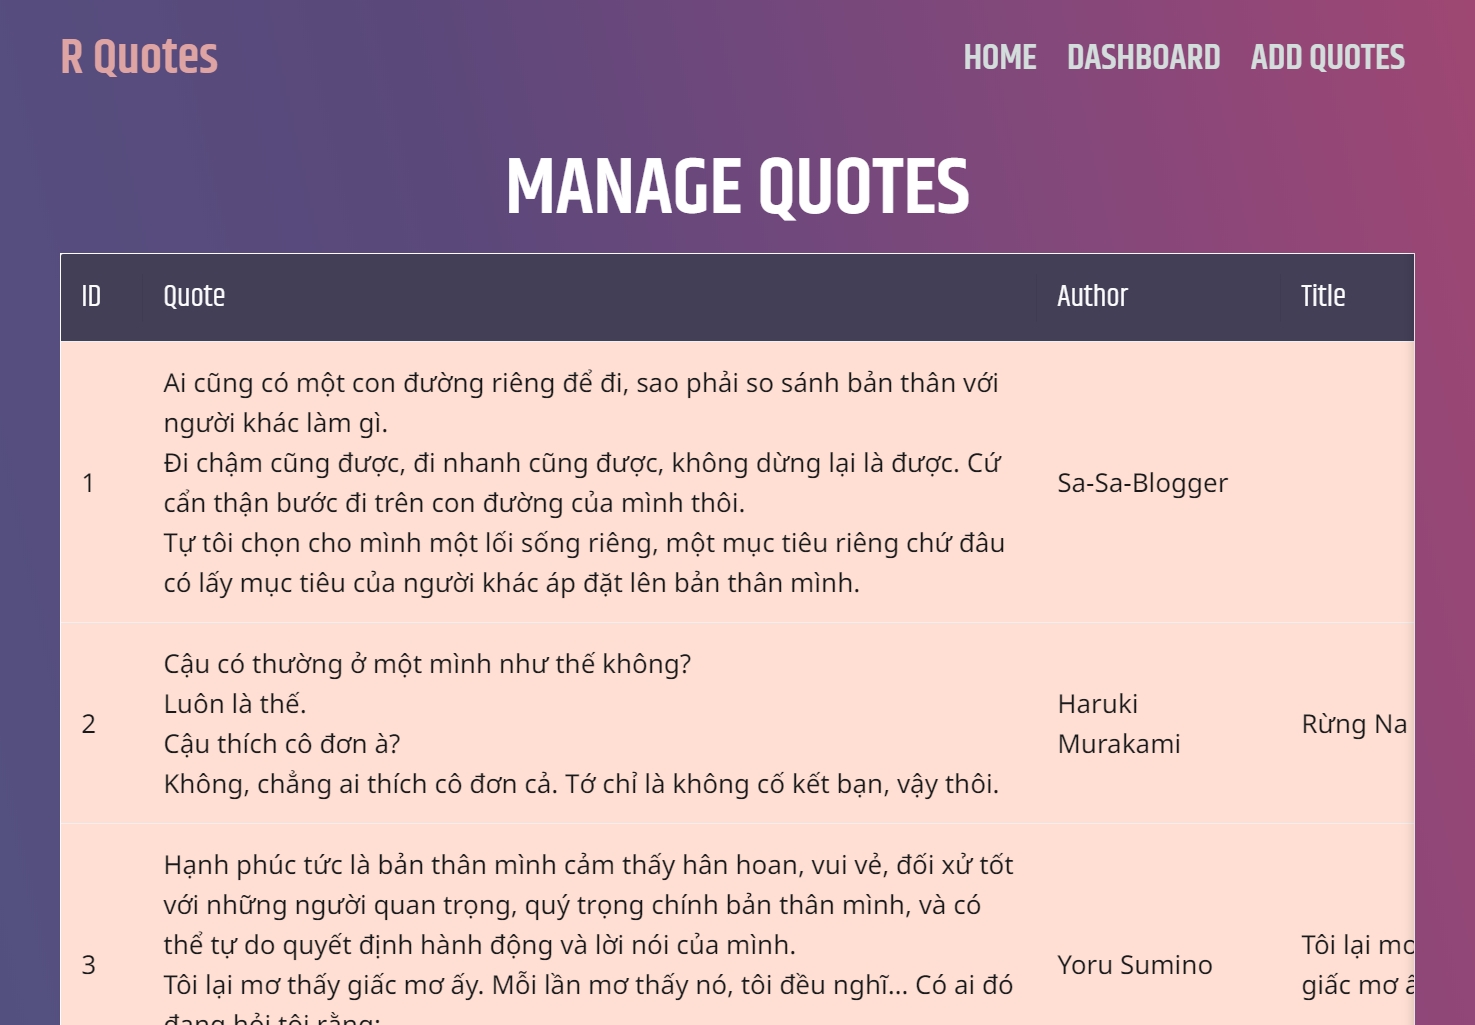 R Quotes
HOME DASHBOARD ADD QUOTES
MANAGE QUOTES
ID Quote Author Title
1
Ai cũng có một con đường riêng để đi, sao phải so sánh bản thân với
người khác làm gì.
Đi chậm cũng được, đi nhanh cũng được, không dừng lại là được. Cứ
cẩn thận bước đi trên con đường của mình thôi.
Tự tôi chọn cho mình một lối sống riêng, một mục tiêu riêng chứ đâu
có lấy mục tiêu của người khác áp đặt lên bản thân mình.
Sa-Sa-Blogger
2
Cậu có thường ở một mình như thế không?
Luôn là thế.
Cậu thích cô đơn à?
Không, chẳng ai thích cô đơn cả. Tớ chỉ là không cố kết bạn, vậy thôi.
Haruki
Murakami
Rừng Na
3
Hạnh phúc tức là bản thân mình cảm thấy hân hoan, vui vẻ, đối xử tốt
với những người quan trọng, quý trọng chính bản thân mình, và có
thể tự do quyết định hành động và lời nói của mình.
Tôi lại mơ thấy giấc mơ ấy. Mỗi lần mơ thấy nó, tôi đều nghĩ... Có ai đó
đang hỏi tôi rằng:
Yoru Sumino
Tôi lại mơ
giấc mơ